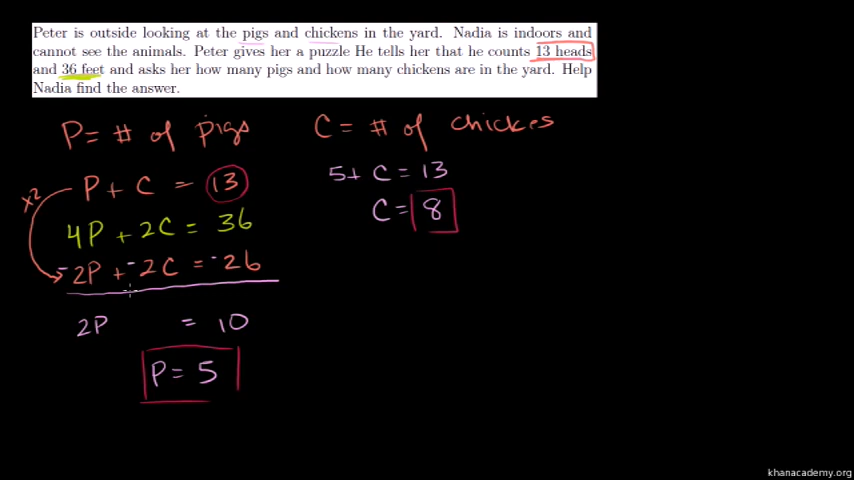 Peter is outside looking at the pigs and chickens in the yard. Nadia is indoors and
cannot see the animals. Peter gives her a puzzle He tells her that he counts 13 heads
and 36 feet and asks her how many pigs and how many chickens are in the yard. Help
Nadia find the answer.
P = # of pigs
C = # of chickes
x2
P + C = 13
4P + 2C = 36
-2P + -2C = -26
2P = 10
P = 5
5 + C = 13
C = 8
khanacademy.org